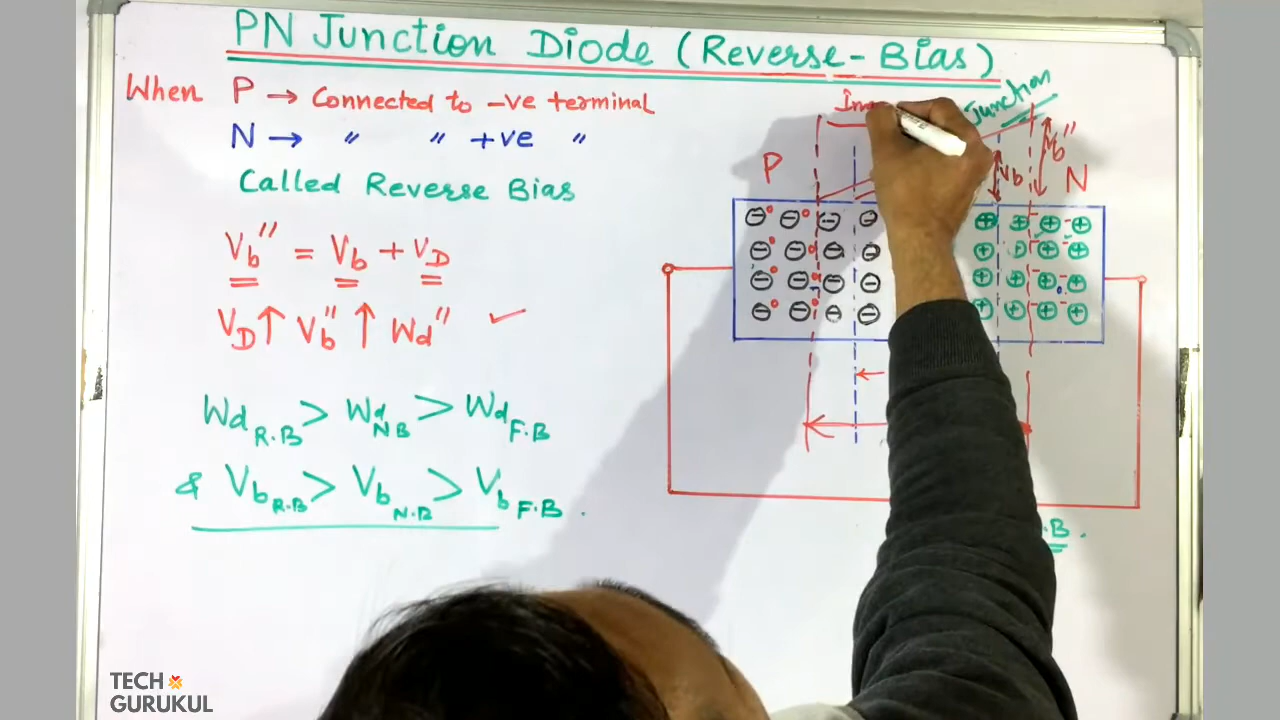 PN Junction Diode (Reverse-Bias)
When P → Connected to -ve terminal
N → " " +ve "
Called Reverse Bias
Vb" = Vb + VD
VD↑ Vb"↑ Wd" ✓
Wd R.B > Wd N B > Wd F.B
& Vb R.B > Vb N.B > Vb F.B .
Junction
P
Vb
Vb"
N
.B .
TECH
GURUKUL